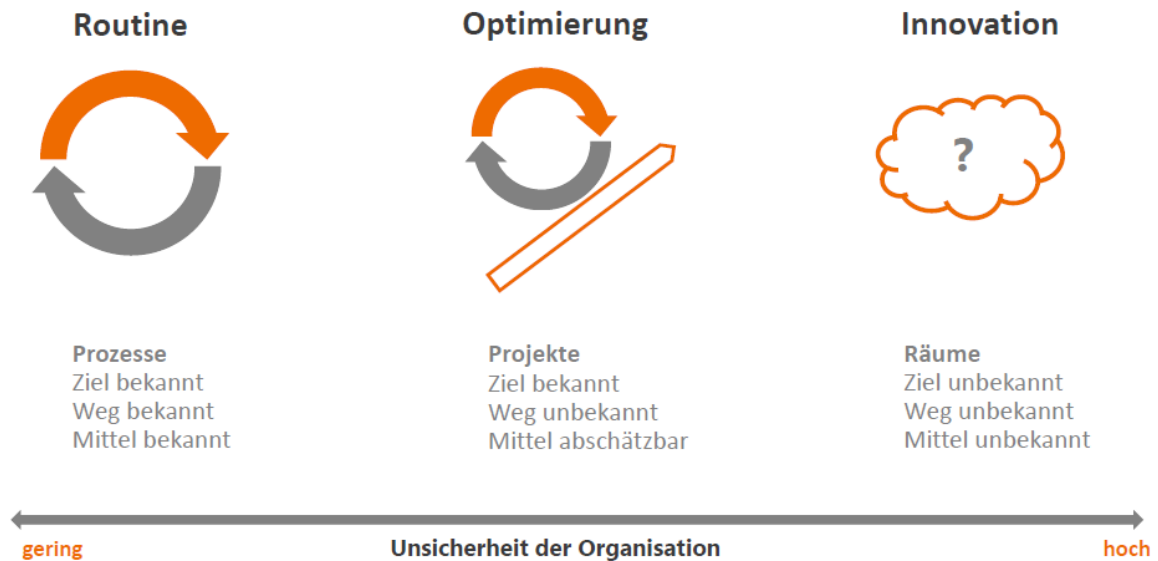 Routine
Optimierung
Innovation
?
Prozesse
Ziel bekannt
Weg bekannt
Mittel bekannt
Projekte
Ziel bekannt
Weg unbekannt
Mittel abschätzbar
Räume
Ziel unbekannt
Weg unbekannt
Mittel unbekannt
gering
Unsicherheit der Organisation
hoch